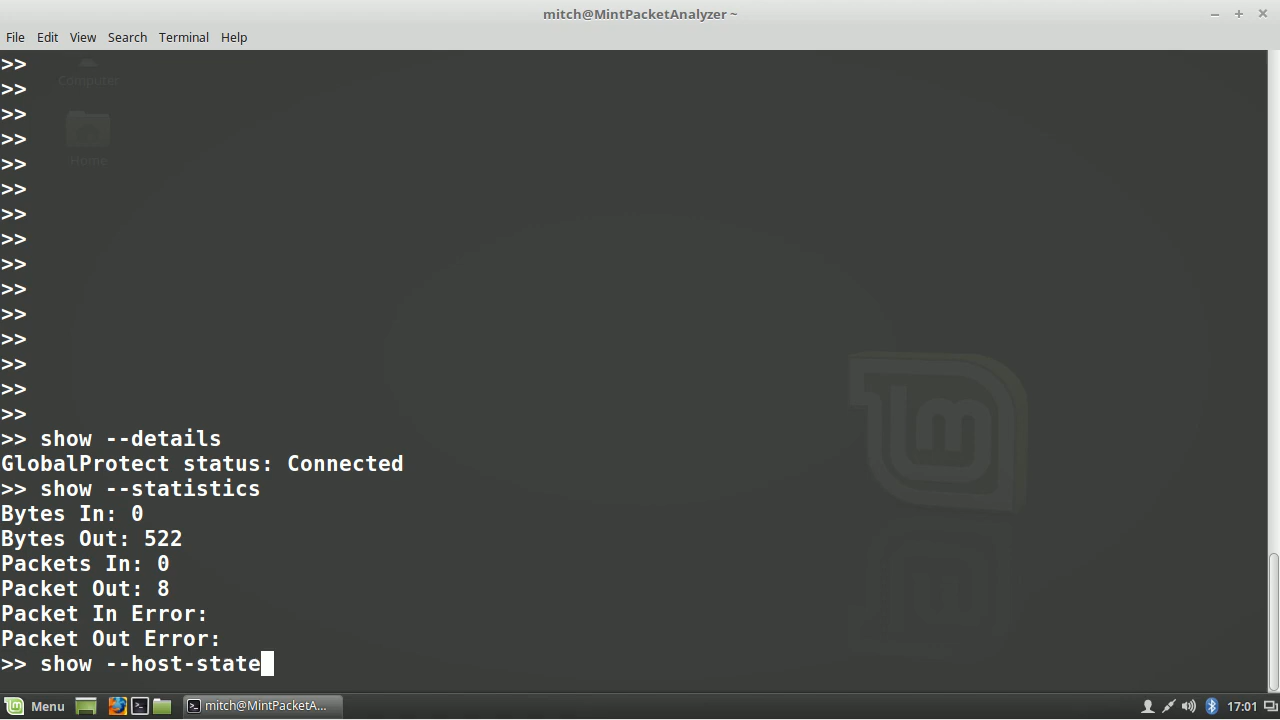 mitch@MintPacketAnalyzer ~
File Edit View Search Terminal Help
>>
Computer
>>
>>
>>
>>
Home
>>
>>
>>
>>
>>
>>
>>
>>
>>
>>
>> show --details
GlobalProtect status: Connected
>> show --statistics
Bytes In: 0
Bytes Out: 522
Packets In: 0
Packet Out: 8
Packet In Error:
Packet Out Error:
>> show --host-state
Menu mitch@MintPacketA... 17:01